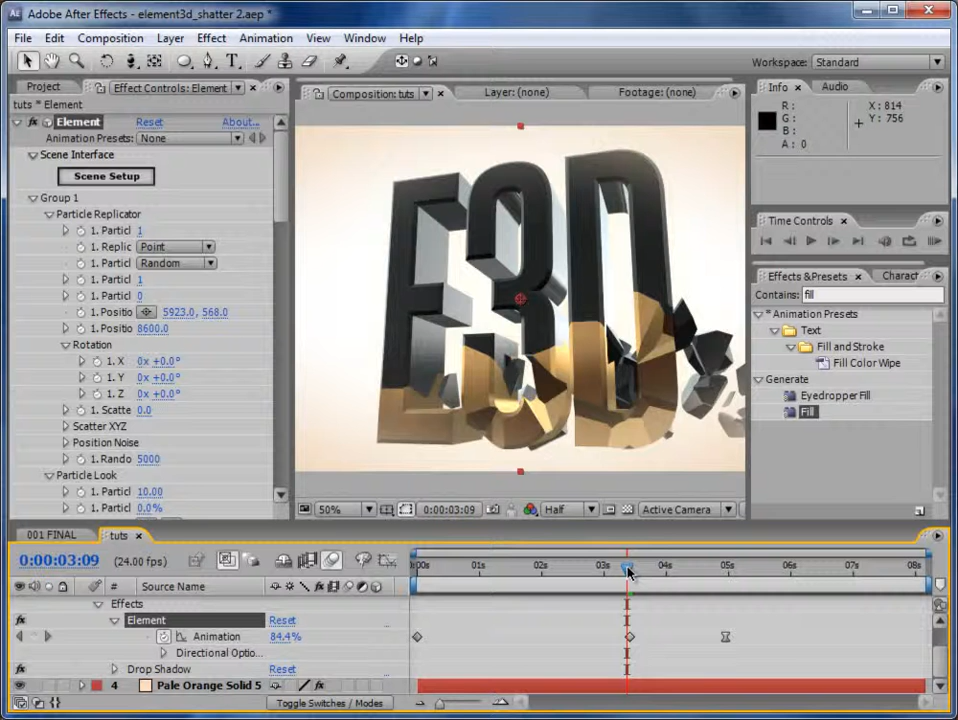 Adobe After Effects - element3d_shatter 2.aep *
File Edit Composition Layer Effect Animation View Window Help
Workspace: Standard
Project Effect Controls: Element
tuts * Element
fx Element Reset About...
Animation Presets: None
Scene Interface
Scene Setup
Group 1
Particle Replicator
1. Particl 1
1. Replic Point
1. Particl Random
1. Particl 1
1. Particl 0
1. Positio 5923.0, 568.0
1. Positio 8600.0
Rotation
1. X 0x +0.0°
1. Y 0x +0.0°
1. Z 0x +0.0°
1. Scatte 0.0
Scatter XYZ
Position Noise
1. Rando 5000
Particle Look
1. Particl 10.00
1. Particl 0.0%
Composition: tuts Layer: (none) Footage: (none)
E3D
50% 0:00:03:09 Half Active Camera
Info Audio
R: X: 814
G: Y: 756
B:
A: 0
Time Controls
Effects & Presets Charact
Contains: fill
* Animation Presets
Text
Fill and Stroke
Fill Color Wipe
Generate
Eyedropper Fill
Fill
001 FINAL tuts
0:00:03:09 (24.00 fps)
:00s 01s 02s 03s 04s 05s 06s 07s 08s
# Source Name fx
Effects
fx Element Reset
Animation 84.4%
Directional Optio...
fx Drop Shadow Reset
4 Pale Orange Solid 5
Toggle Switches / Modes